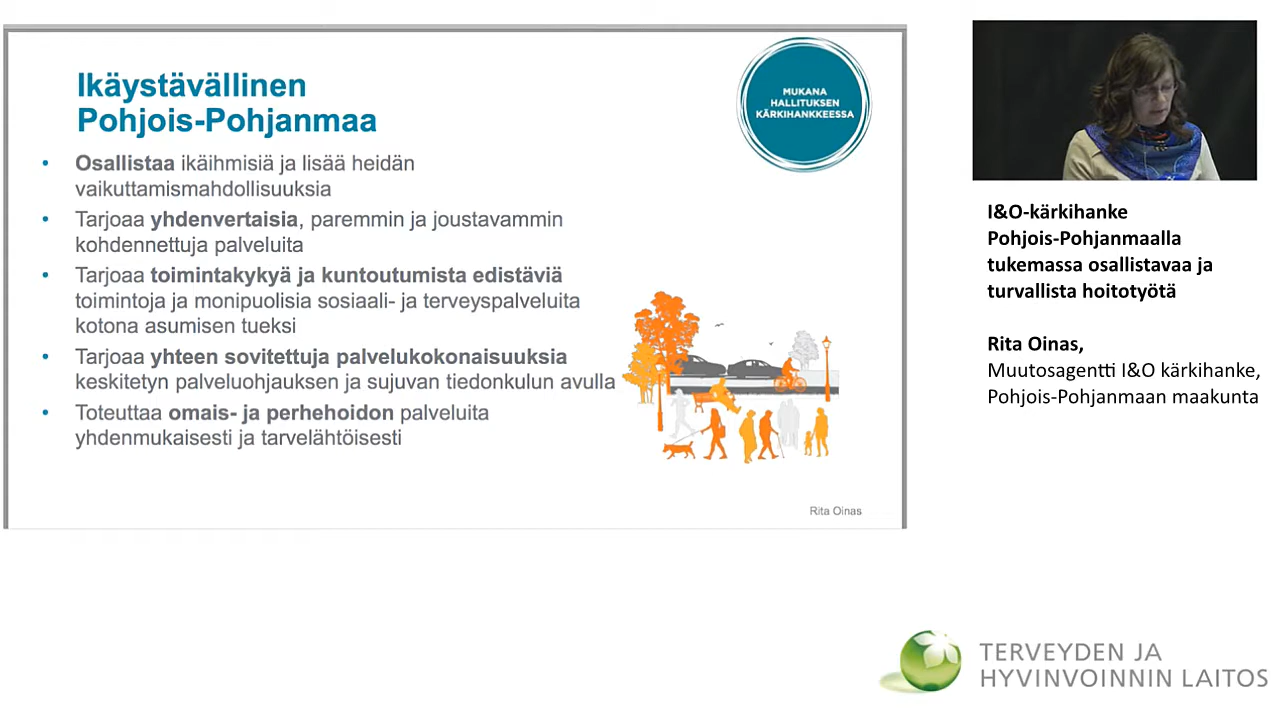 Ikäystävällinen
Pohjois-Pohjanmaa
MUKANA
HALLITUKSEN
KÄRKIHANKKEESSA
• Osallistaa ikäihmisiä ja lisää heidän
vaikuttamismahdollisuuksia
• Tarjoaa yhdenvertaisia, paremmin ja joustavammin
kohdennettuja palveluita
• Tarjoaa toimintakykyä ja kuntoutumista edistäviä
toimintoja ja monipuolisia sosiaali- ja terveyspalveluita
kotona asumisen tueksi
• Tarjoaa yhteen sovitettuja palvelukokonaisuuksia
keskitetyn palveluohjauksen ja sujuvan tiedonkulun avulla
• Toteuttaa omais- ja perhehoidon palveluita
yhdenmukaisesti ja tarvelähtöisesti
Rita Oinas
I&O-kärkihanke
Pohjois-Pohjanmaalla
tukemassa osallistavaa ja
turvallista hoitotyötä
Rita Oinas,
Muutosagentti I&O kärkihanke,
Pohjois-Pohjanmaan maakunta
TERVEYDEN JA
HYVINVOINNIN LAITOS